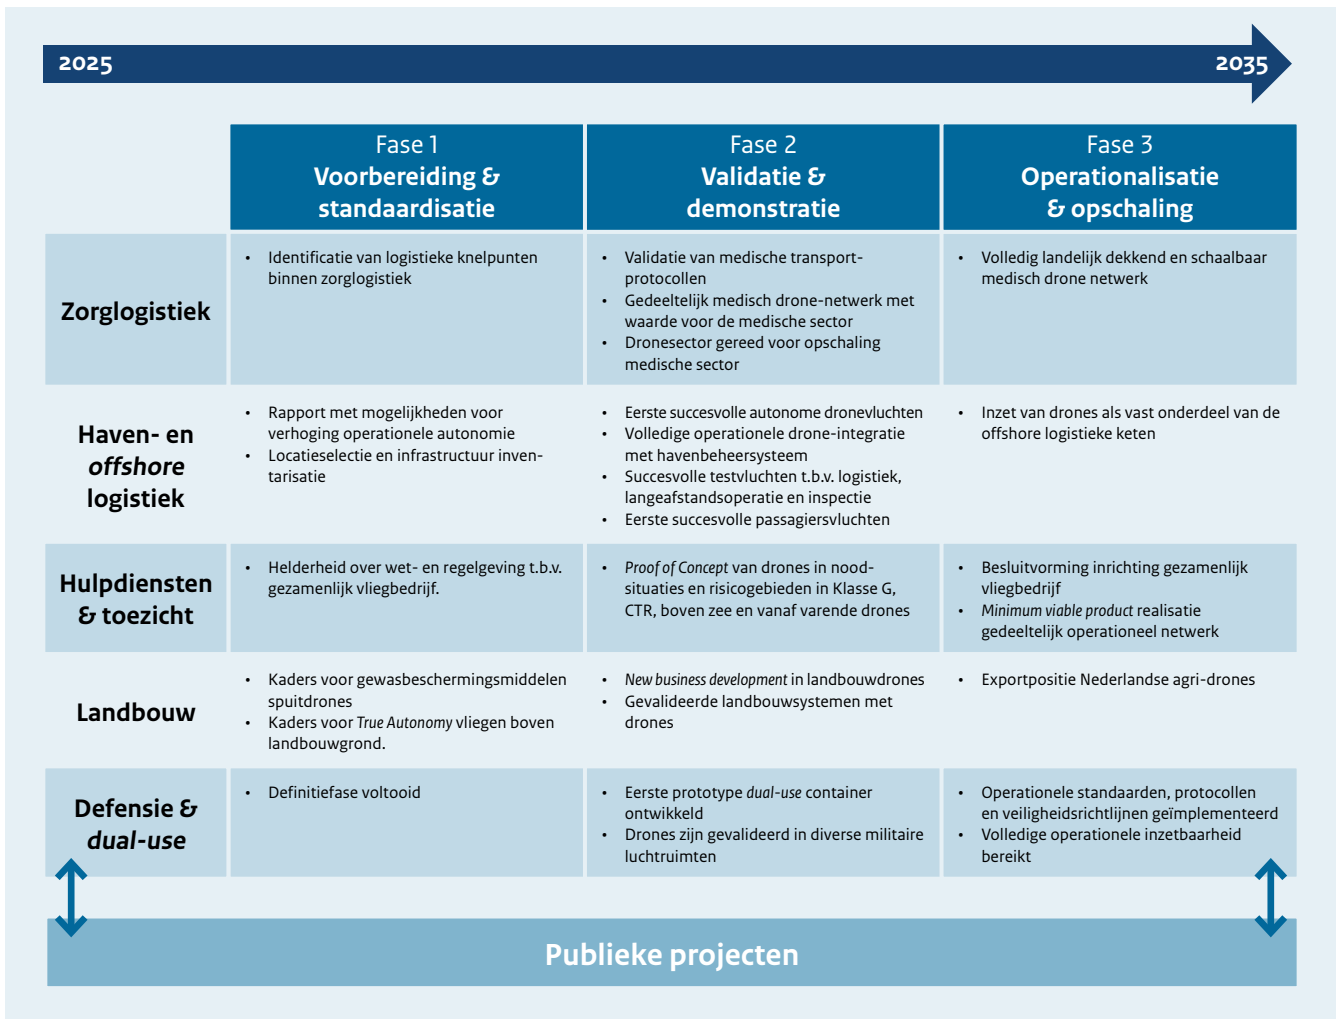 2025
2035
Fase 1
Voorbereiding &
standaardisatie
Fase 2
Validatie &
demonstratie
Fase 3
Operationalisatie
& opschaling
Zorglogistiek
• Identificatie van logistieke knelpunten
binnen zorglogistiek
• Validatie van medische transport-
protocollen
• Gedeeltelijk medisch drone-netwerk met
waarde voor de medische sector
• Dronesector gereed voor opschaling
medische sector
• Volledig landelijk dekkend en schaalbaar
medisch drone netwerk
Haven- en
offshore
logistiek
• Rapport met mogelijkheden voor
verhoging operationele autonomie
• Locatieselectie en infrastructuur inven-
tarisatie
• Eerste succesvolle autonome dronevluchten
• Volledige operationele drone-integratie
met havenbeheersysteem
• Succesvolle testvluchten t.b.v. logistiek,
langeafstandsoperatie en inspectie
• Eerste succesvolle passagiersvluchten
• Inzet van drones als vast onderdeel van de
offshore logistieke keten
Hulpdiensten
& toezicht
• Helderheid over wet- en regelgeving t.b.v.
gezamenlijk vliegbedrijf.
• Proof of Concept van drones in nood-
situaties en risicogebieden in Klasse G,
CTR, boven zee en vanaf varende drones
• Besluitvorming inrichting gezamenlijk
vliegbedrijf
• Minimum viable product realisatie
gedeeltelijk operationeel netwerk
Landbouw
• Kaders voor gewasbeschermingsmiddelen
spuitdrones
• Kaders voor True Autonomy vliegen boven
landbouwgrond.
• New business development in landbouwdrones
• Gevalideerde landbouwsystemen met
drones
• Exportpositie Nederlandse agri-drones
Defensie &
dual-use
• Definitiefase voltooid
• Eerste prototype dual-use container
ontwikkeld
• Drones zijn gevalideerd in diverse militaire
luchtruimten
• Operationele standaarden, protocollen
en veiligheidsrichtlijnen geïmplementeerd
• Volledige operationele inzetbaarheid
bereikt
Publieke projecten